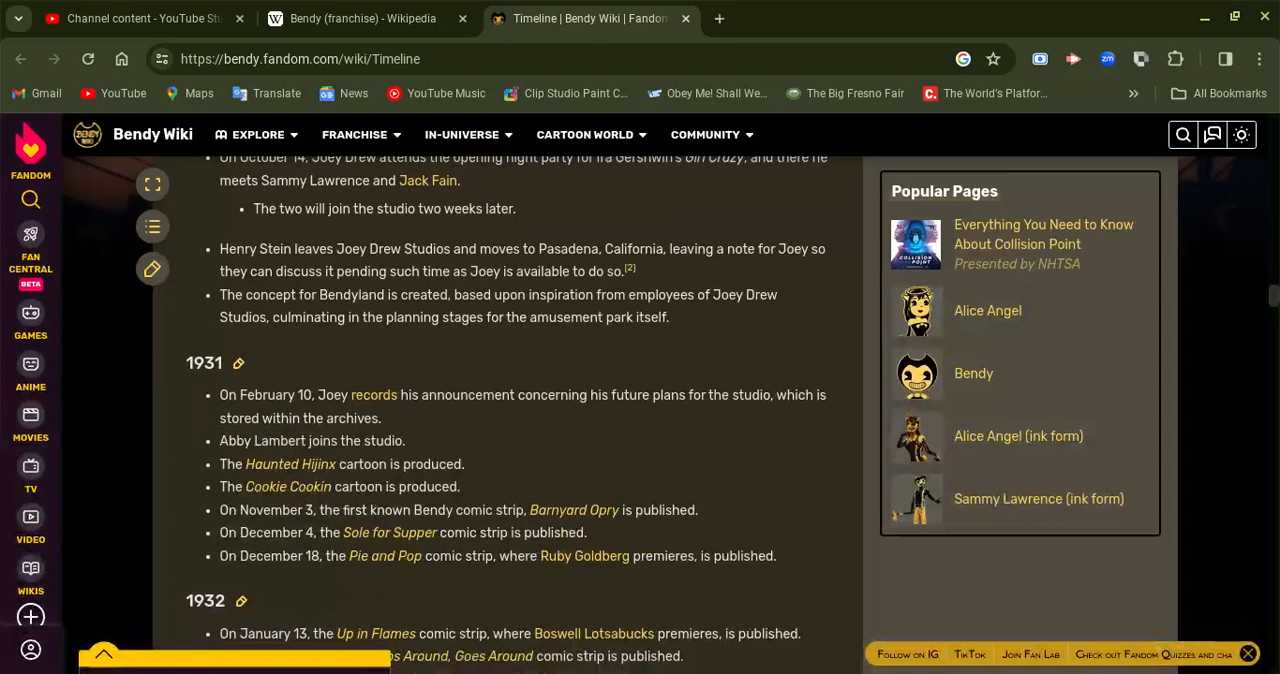 Channel content - YouTube Stu
Bendy (franchise) - Wikipedia
Timeline | Bendy Wiki | Fandom
https://bendy.fandom.com/wiki/Timeline
Gmail
YouTube
Maps
Translate
News
YouTube Music
Clip Studio Paint C...
Obey Me! Shall We...
The Big Fresno Fair
The World's Platfor...
All Bookmarks
BENDY WIKI
Bendy Wiki
EXPLORE
FRANCHISE
IN-UNIVERSE
CARTOON WORLD
COMMUNITY
FANDOM
FAN CENTRAL
BETA
GAMES
ANIME
MOVIES
TV
VIDEO
WIKIS
On October 14, Joey Drew attends the opening night party for Ira Gershwin's Girl Crazy, and there he
meets Sammy Lawrence and Jack Fain.
The two will join the studio two weeks later.
Henry Stein leaves Joey Drew Studios and moves to Pasadena, California, leaving a note for Joey so
they can discuss it pending such time as Joey is available to do so.[2]
The concept for Bendyland is created, based upon inspiration from employees of Joey Drew
Studios, culminating in the planning stages for the amusement park itself.
1931
On February 10, Joey records his announcement concerning his future plans for the studio, which is
stored within the archives.
Abby Lambert joins the studio.
The Haunted Hijinx cartoon is produced.
The Cookie Cookin cartoon is produced.
On November 3, the first known Bendy comic strip, Barnyard Opry is published.
On December 4, the Sole for Supper comic strip is published.
On December 18, the Pie and Pop comic strip, where Ruby Goldberg premieres, is published.
1932
On January 13, the Up in Flames comic strip, where Boswell Lotsabucks premieres, is published.
os Around, Goes Around comic strip is published.
Popular Pages
Everything You Need to Know
About Collision Point
Presented by NHTSA
COLLISION POINT
Alice Angel
Bendy
Alice Angel (ink form)
Sammy Lawrence (ink form)
Follow on IG
TikTok
Join Fan Lab
Check out Fandom Quizzes and cha